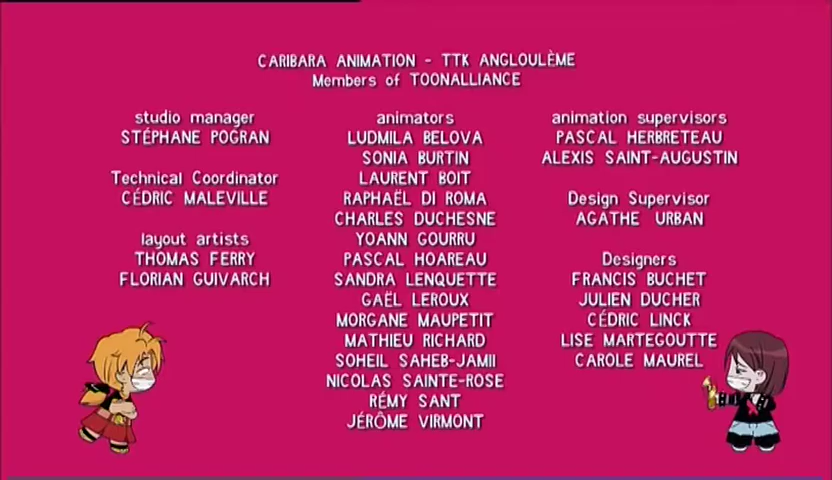 CARIBARA ANIMATION - TTK ANGLOULÈME
Members of TOONALLIANCE
studio manager
STÉPHANE POGRAN
Technical Coordinator
CÉDRIC MALEVILLE
layout artists
THOMAS FERRY
FLORIAN GUIVARCH
animators
LUDMILA BELOVA
SONIA BURTIN
LAURENT BOIT
RAPHAËL DI ROMA
CHARLES DUCHESNE
YOANN GOURRU
PASCAL HOAREAU
SANDRA LENQUETTE
GAËL LEROUX
MORGANE MAUPETIT
MATHIEU RICHARD
SOHEIL SAHEB-JAMII
NICOLAS SAINTE-ROSE
RÉMY SANT
JÉRÔME VIRMONT
animation supervisors
PASCAL HERBRETEAU
ALEXIS SAINT-AUGUSTIN
Design Supervisor
AGATHE URBAN
Designers
FRANCIS BUCHET
JULIEN DUCHER
CÉDRIC LINCK
LISE MARTEGOUTTE
CAROLE MAUREL